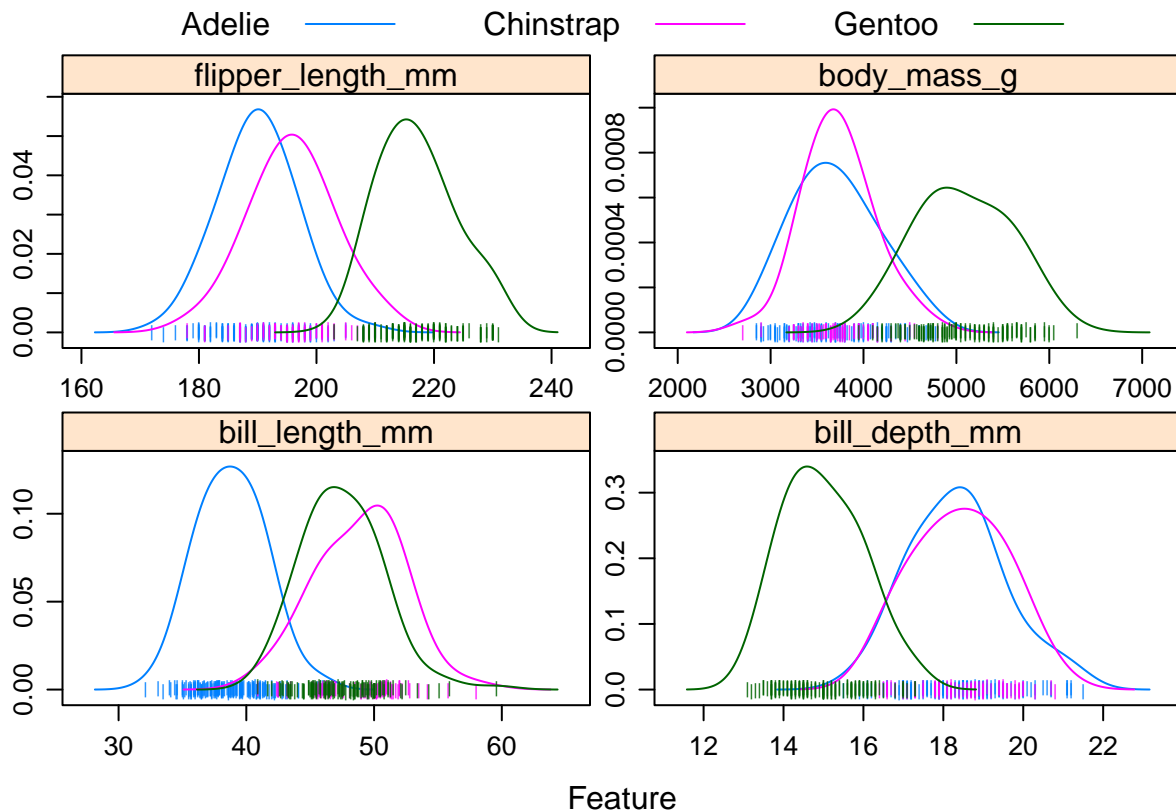 Adelie Chinstrap Gentoo
flipper_length_mm
0.00 0.02 0.04
160 180 200 220 240
body_mass_g
0.0000 0.0004 0.0008
2000 3000 4000 5000 6000 7000
bill_length_mm
0.00 0.05 0.10
30 40 50 60
bill_depth_mm
0.0 0.1 0.2 0.3
12 14 16 18 20 22
Feature